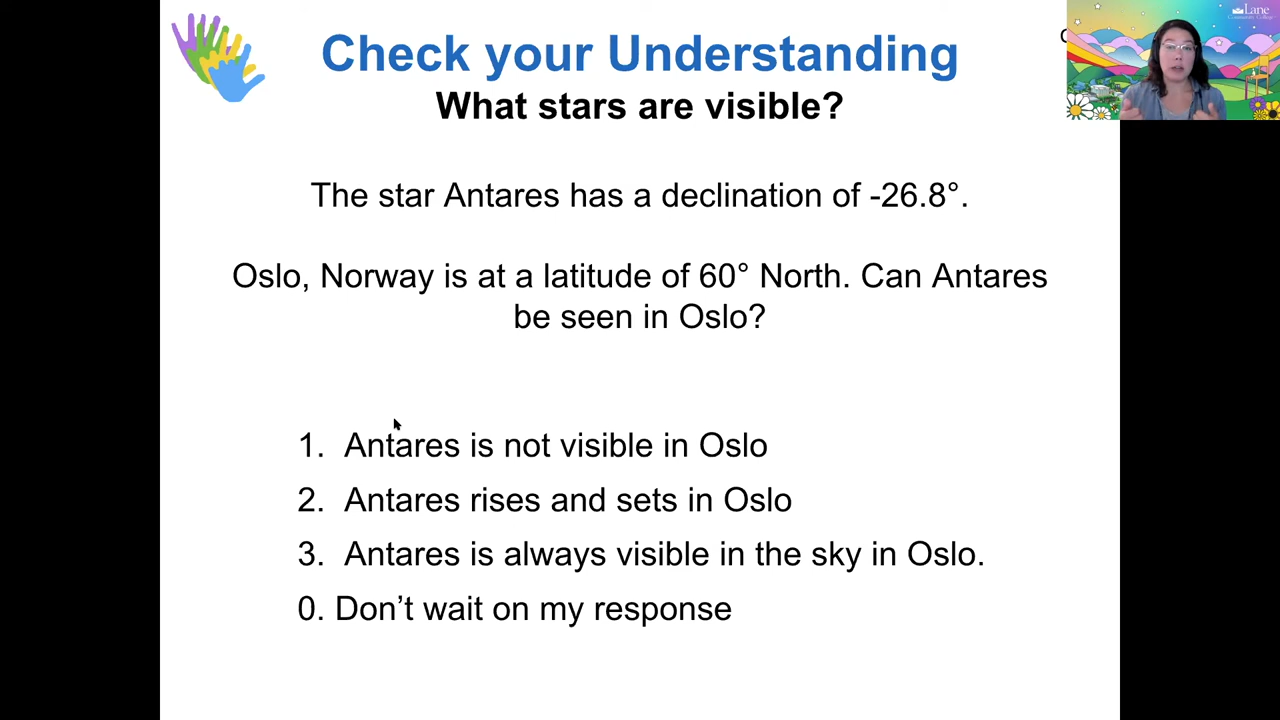 Check your Understanding
What stars are visible?
The star Antares has a declination of -26.8°.
Oslo, Norway is at a latitude of 60° North. Can Antares
be seen in Oslo?
1. Antares is not visible in Oslo
2. Antares rises and sets in Oslo
3. Antares is always visible in the sky in Oslo.
0. Don’t wait on my response
Lane
Community College